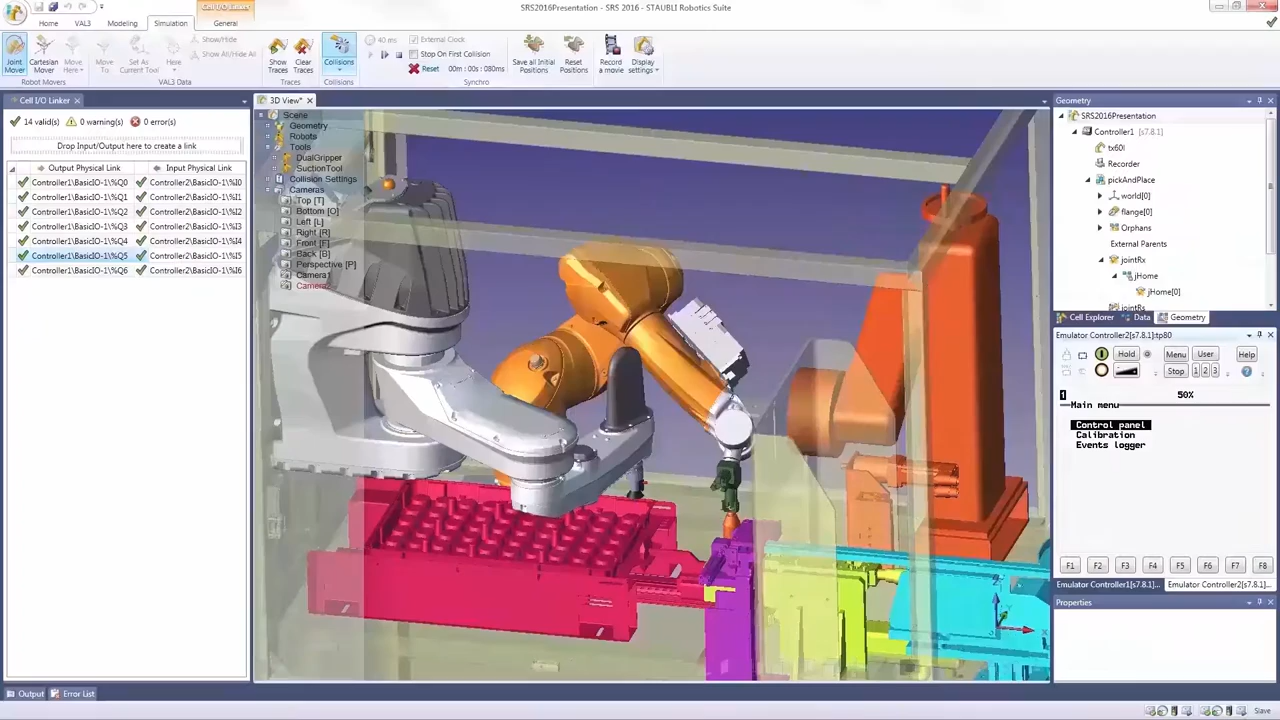 Cell I/O Linker
SRS2016Presentation - SRS 2016 - STAUBLI Robotics Suite
Home VAL3 Modeling Simulation General
Joint Mover
Cartesian Mover
Move Here
Robot Movers
Move To
Set As Current Tool
Here
VAL3 Data
Show/Hide
Show All/Hide All
Show Traces
Clear Traces
Traces
Collisions
Collisions
40 ms
External Clock
Stop On First Collision
Reset 00m : 00s : 080ms
Synchro
Save all Initial Positions
Reset Positions
Record a movie
Display settings
Cell I/O Linker
14 valid(s) 0 warning(s) 0 error(s)
Drop Input/Output here to create a link
Output Physical Link Input Physical Link
Controller1\BasicIO-1\%Q0 Controller2\BasicIO-1\%I0
Controller1\BasicIO-1\%Q1 Controller2\BasicIO-1\%I1
Controller1\BasicIO-1\%Q2 Controller2\BasicIO-1\%I2
Controller1\BasicIO-1\%Q3 Controller2\BasicIO-1\%I3
Controller1\BasicIO-1\%Q4 Controller2\BasicIO-1\%I4
Controller1\BasicIO-1\%Q5 Controller2\BasicIO-1\%I5
Controller1\BasicIO-1\%Q6 Controller2\BasicIO-1\%I6
3D View*
Scene
Geometry
Robots
Tools
DualGripper
SuctionTool
Collision Settings
Cameras
Top [T]
Bottom [O]
Left [L]
Right [R]
Front [F]
Back [B]
Perspective [P]
Camera1
Geometry
SRS2016Presentation
Controller1 [s7.8.1]
tx60l
Recorder
pickAndPlace
world[0]
flange[0]
Orphans
External Parents
jointRx
jHome
jHome[0]
jointRs
Cell Explorer Data Geometry
Emulator Controller2[s7.8.1]:tp80
Hold Menu User Help
Stop 1 2 3
1 50%
Main menu
Control panel
Calibration
Events logger
F1 F2 F3 F4 F5 F6 F7 F8
Emulator Controller1[s7.8.1]... Emulator Controller2[s7.8.1]...
Properties
Z
X
Output Error List
Save